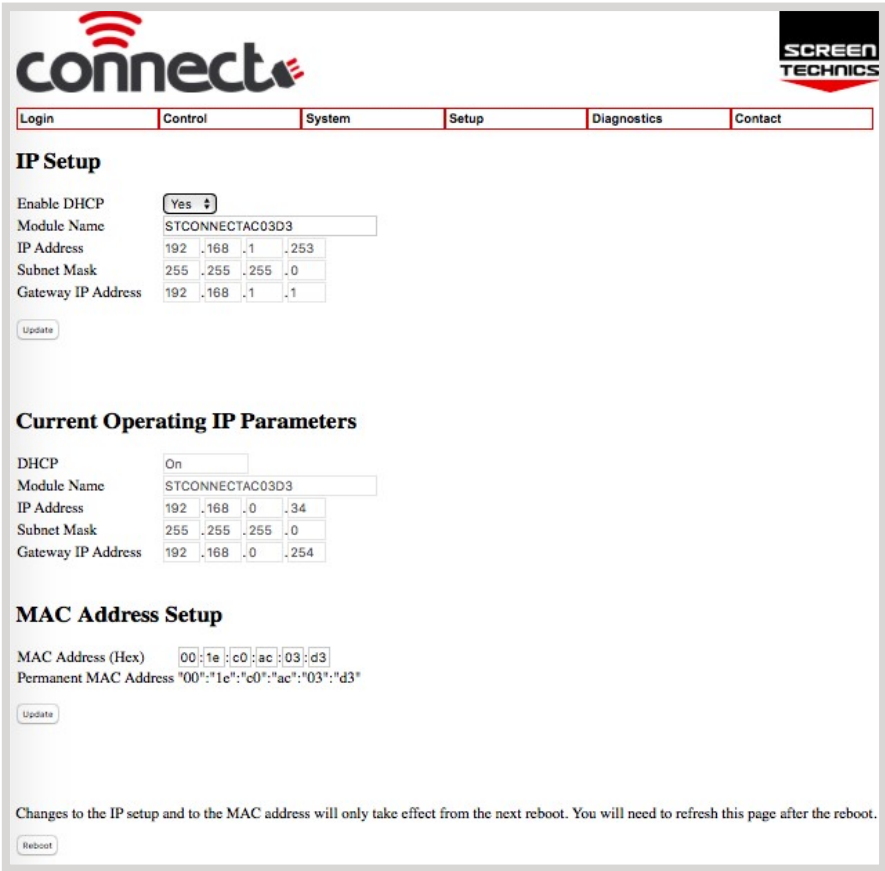 connect
SCREEN
TECHNICS
Login Control System Setup Diagnostics Contact
IP Setup
Enable DHCP Yes
Module Name STCONNECTAC03D3
IP Address 192 .168 .1 .253
Subnet Mask 255 .255 .255 .0
Gateway IP Address 192 .168 .1 .1
Update
Current Operating IP Parameters
DHCP On
Module Name STCONNECTAC03D3
IP Address 192 .168 .0 .34
Subnet Mask 255 .255 .255 .0
Gateway IP Address 192 .168 .0 .254
MAC Address Setup
MAC Address (Hex) 00:1e:c0:ac:03:d3
Permanent MAC Address "00":"1e":"c0":"ac":"03":"d3"
Update
Changes to the IP setup and to the MAC address will only take effect from the next reboot. You will need to refresh this page after the reboot.
Reboot